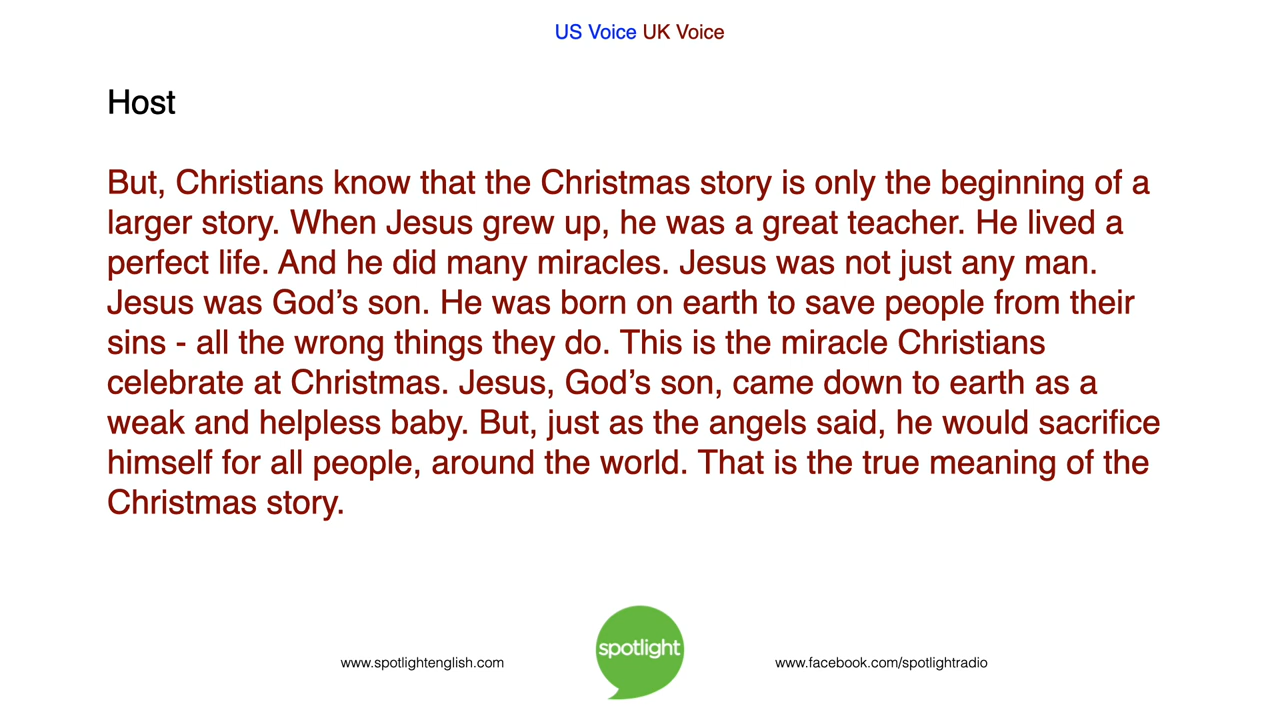 US Voice UK Voice
Host
But, Christians know that the Christmas story is only the beginning of a
larger story. When Jesus grew up, he was a great teacher. He lived a
perfect life. And he did many miracles. Jesus was not just any man.
Jesus was God’s son. He was born on earth to save people from their
sins - all the wrong things they do. This is the miracle Christians
celebrate at Christmas. Jesus, God’s son, came down to earth as a
weak and helpless baby. But, just as the angels said, he would sacrifice
himself for all people, around the world. That is the true meaning of the
Christmas story.
spotlight
www.spotlightenglish.com
www.facebook.com/spotlightradio